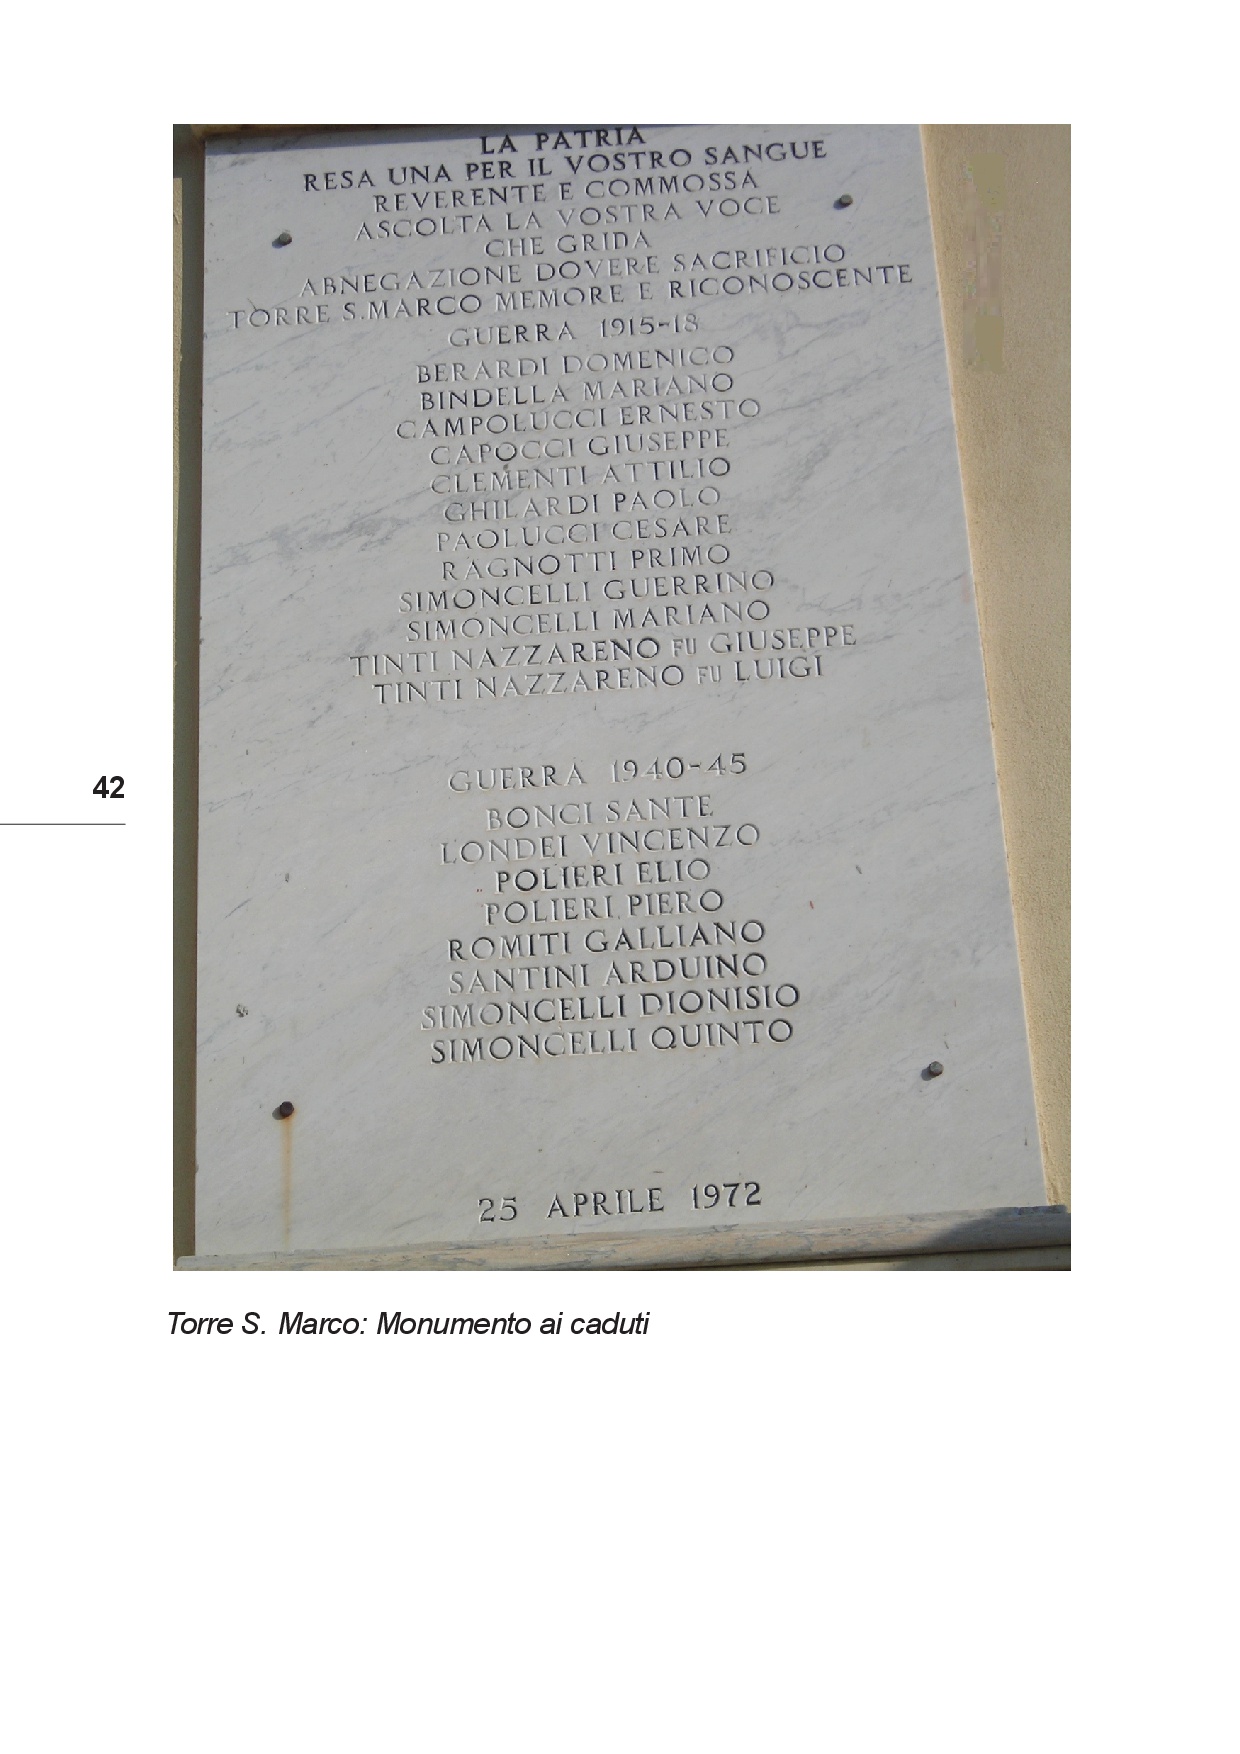 LA PATRIA
RESA UNA PER IL VOSTRO SANGUE
REVERENTE E COMMOSSA
ASCOLTA LA VOSTRA VOCE
CHE GRIDA
ABNEGAZIONE DOVERE SACRIFICIO
TORRE S.MARCO MEMORE E RICONOSCENTE
GUERRA 1915-18
BERARDI DOMENICO
BINDELLA MARIANO
CAMPOLUCCI ERNESTO
CAPOCCI GIUSEPPE
CLEMENTI ATTILIO
GHILARDI PAOLO
PAOLUCCI CESARE
RAGNOTTI PRIMO
SIMONCELLI GUERRINO
SIMONCELLI MARIANO
TINTI NAZZARENO FU GIUSEPPE
TINTI NAZZARENO FU LUIGI
GUERRA 1940-45
BONCI SANTE
LONDEI VINCENZO
POLIERI ELIO
POLIERI PIERO
ROMITI GALLIANO
SANTINI ARDUINO
SIMONCELLI DIONISIO
SIMONCELLI QUINTO
25 APRILE 1972
42
Torre S. Marco: Monumento ai caduti